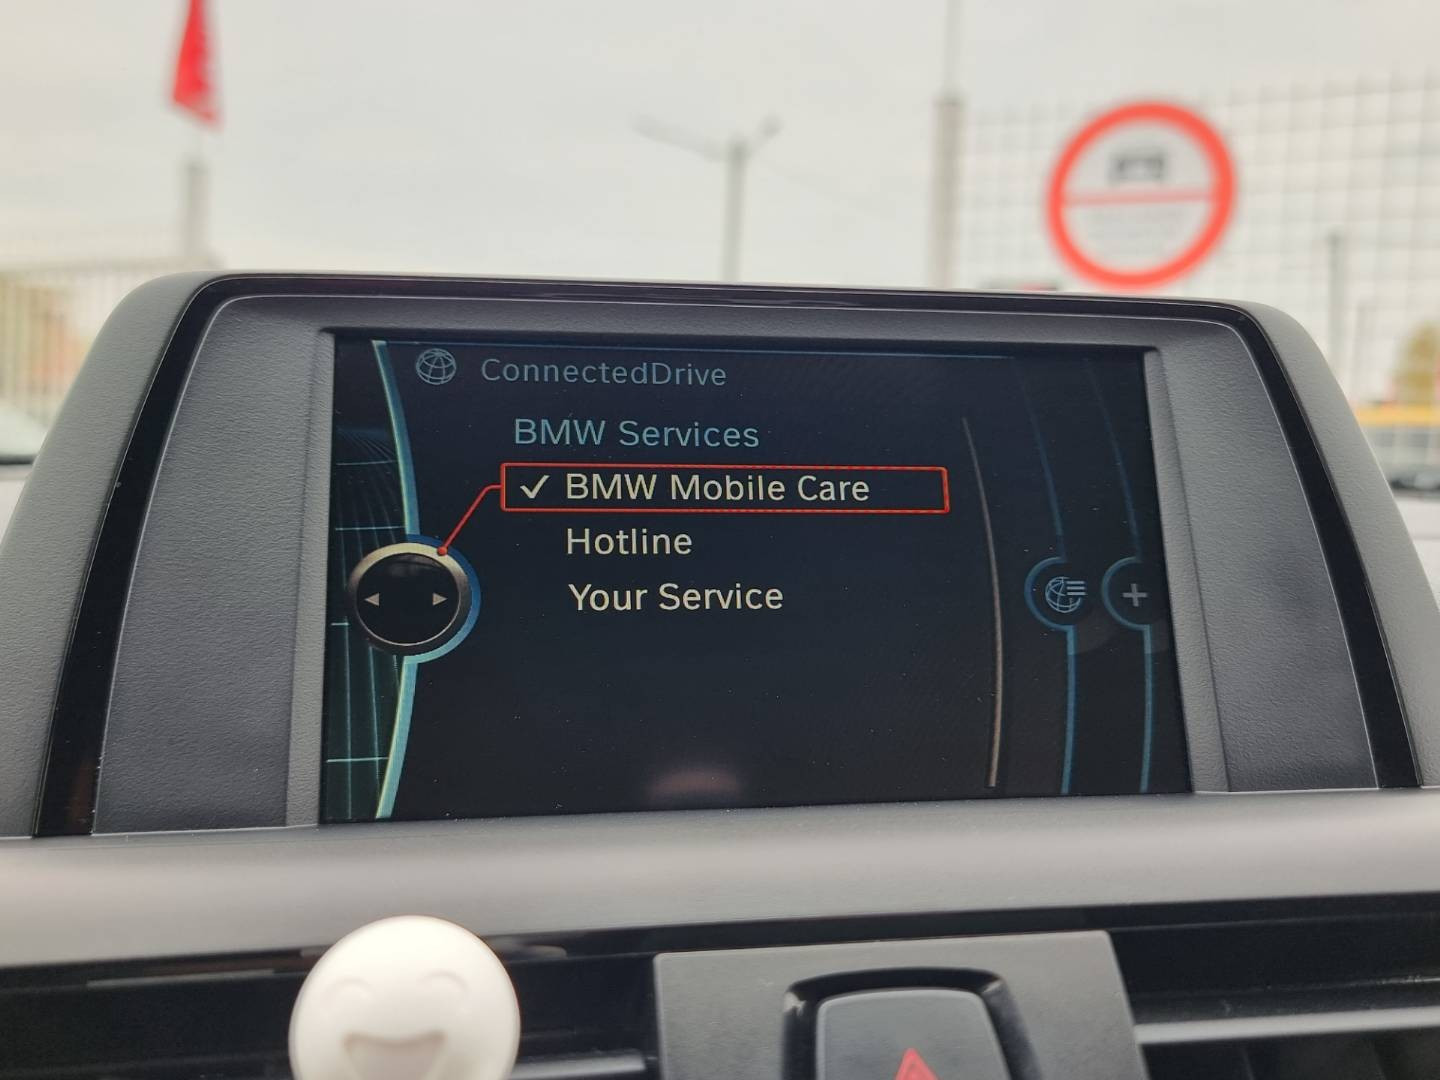 ConnectedDrive
BMW Services
BMW Mobile Care
Hotline
Your Service